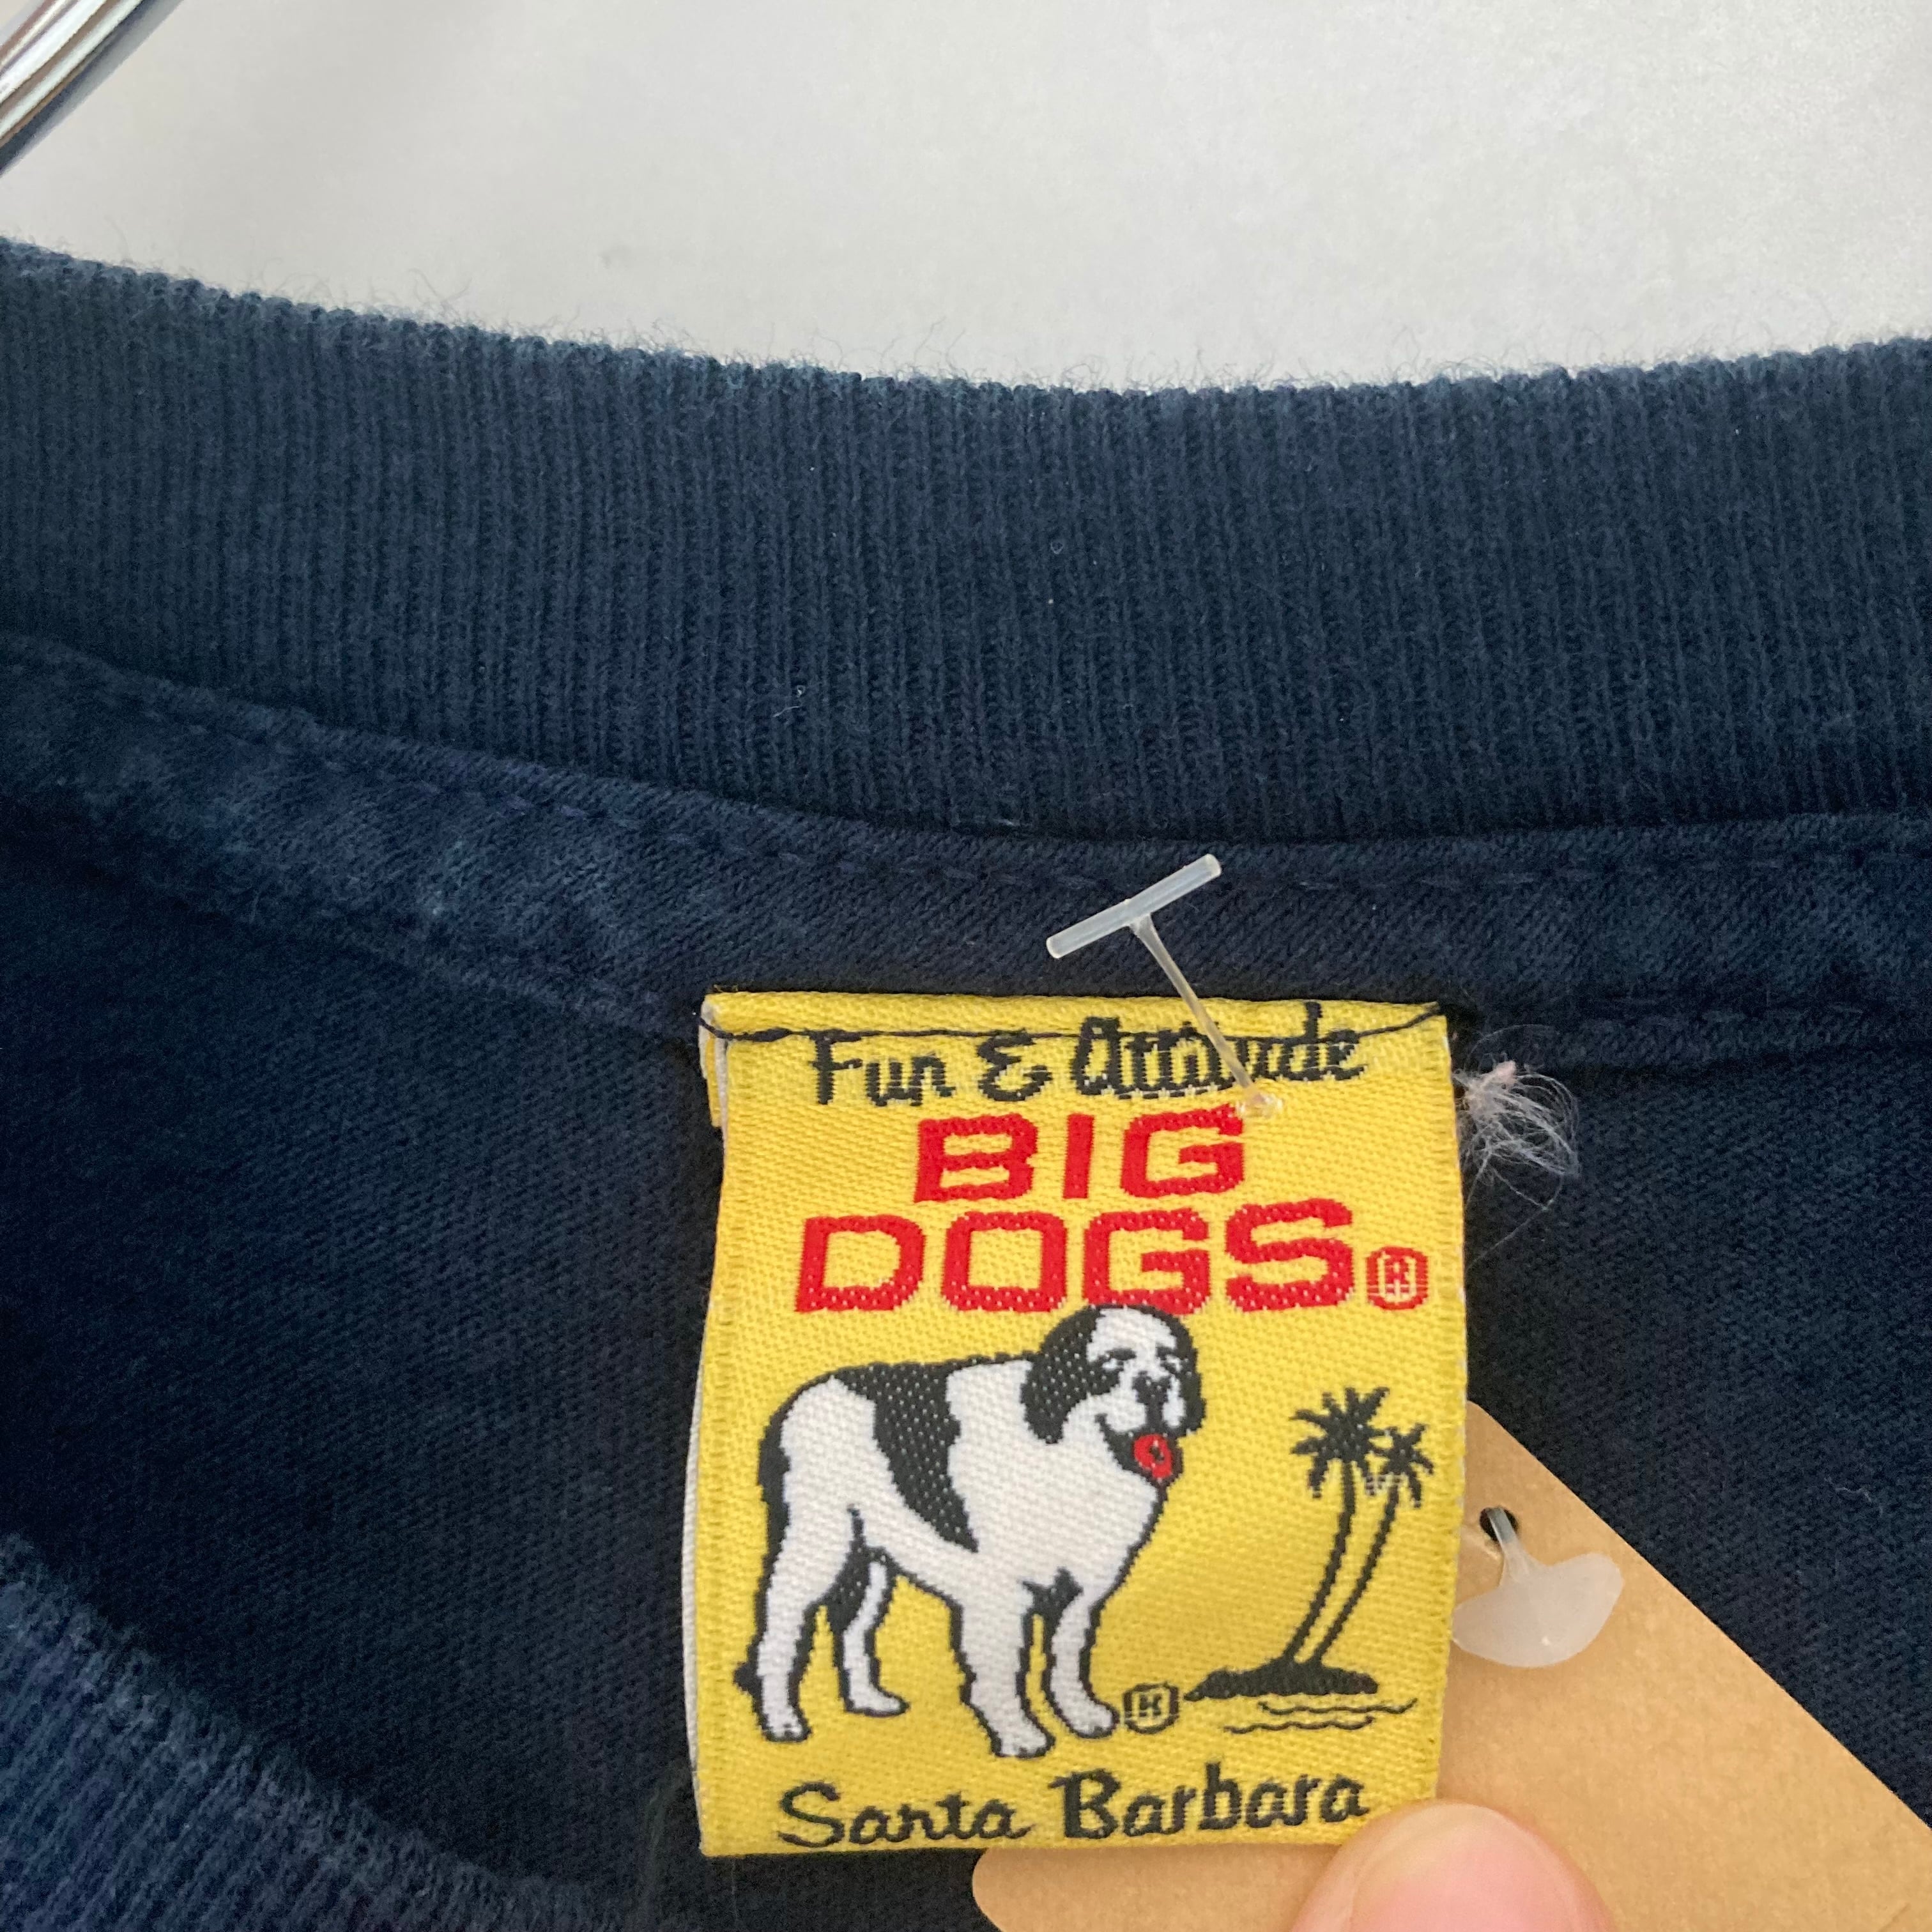 Fun & Attitude
BIG
DOGS®
®
Santa Barbara